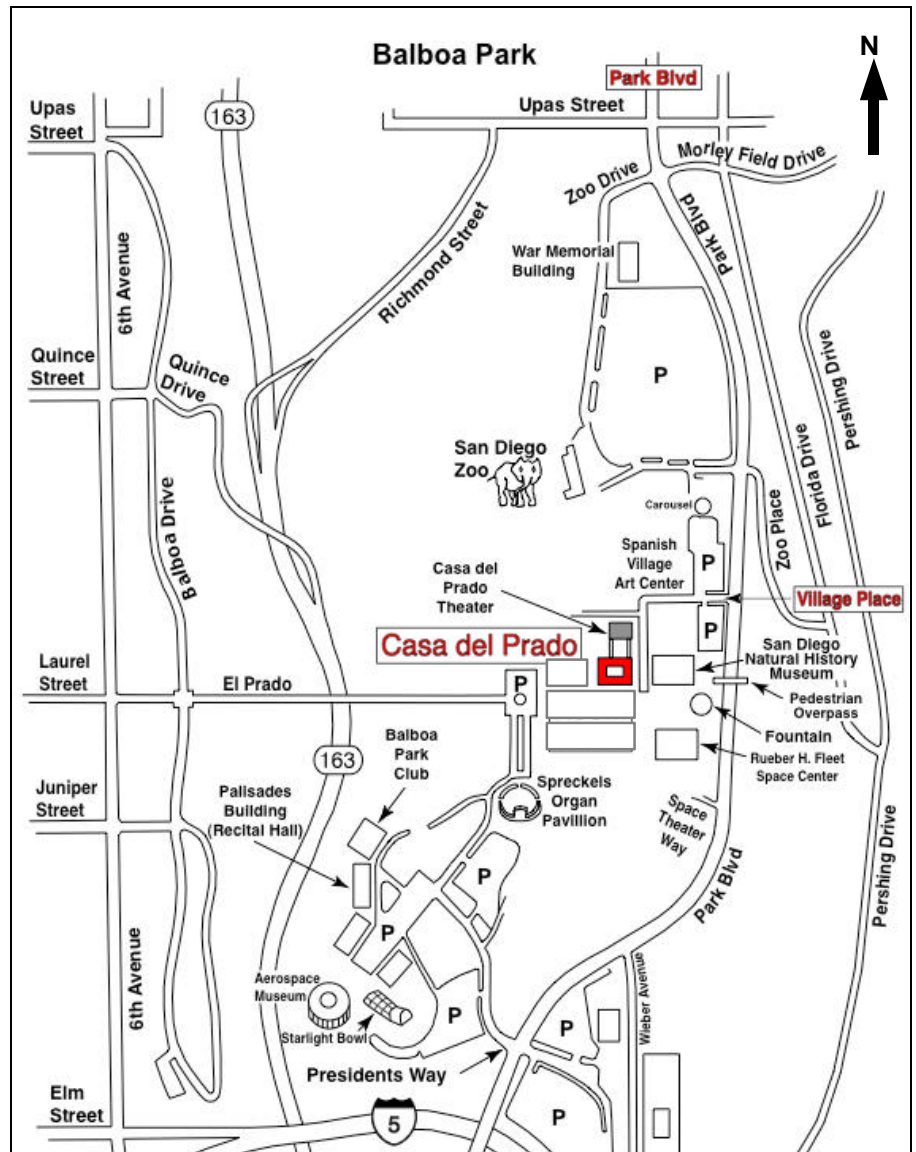 Balboa Park
N
Park Blvd
Upas Street
Upas
Street
163
Morley Field Drive
Zoo Drive
Park Blvd
Richmond Street
War Memorial
Building
6th Avenue
Quince
Street
Quince
Drive
P
Pershing Drive
Florida Drive
San Diego
Zoo
Carousel
Zoo Place
Balboa Drive
Spanish
Village
Art Center
P
Casa del
Prado
Theater
Village Place
P
Casa del Prado
San Diego
Natural History
Museum
Laurel
Street
El Prado
P
Pedestrian
Overpass
Fountain
Rueber H. Fleet
Space Center
Balboa
Park
Club
163
Juniper
Street
Palisades
Building
(Recital Hall)
Spreckels
Organ
Pavillion
Space
Theater
Way
Park Blvd
Pershing Drive
P
P
6th Avenue
Aerospace
Museum
Starlight Bowl
P
Wieber Avenue
P
Presidents Way
Elm
Street
5
P